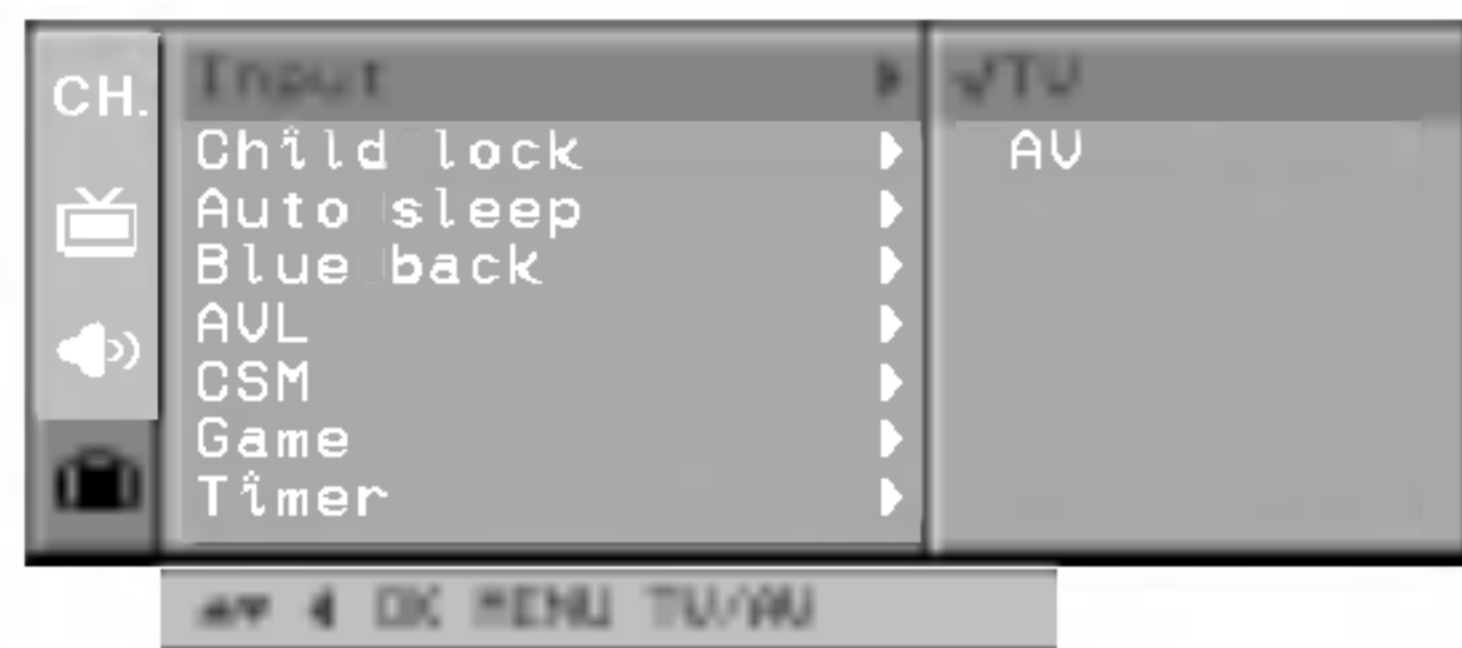 CH.
Input √TV
Child lock AV
Auto sleep
Blue back
AVL
CSM
Game
Timer
▲▼ ◀ OK MENU TV/AV